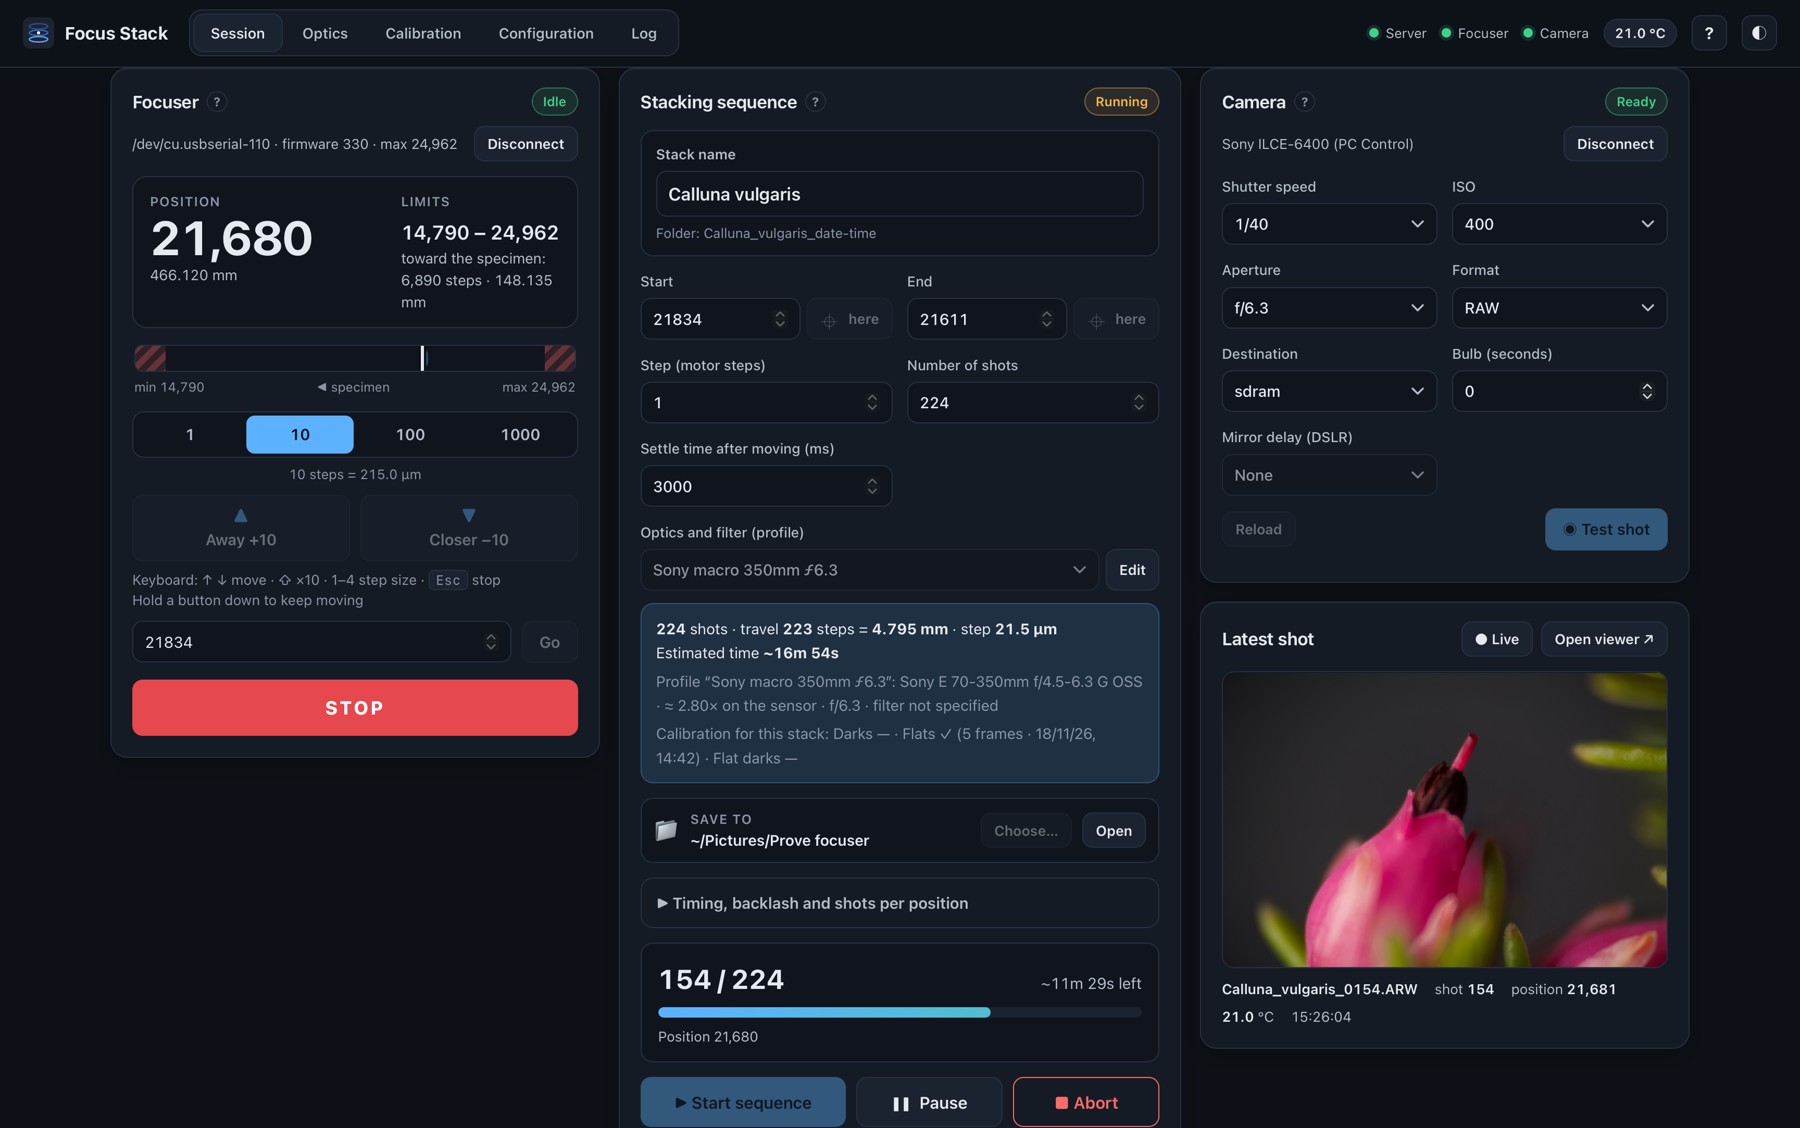 Focus Stack
Session
Optics
Calibration
Configuration
Log
Server
Focuser
Camera
21.0 °C
?
Focuser ?
Idle
/dev/cu.usbserial-110 · firmware 330 · max 24,962
Disconnect
POSITION
21,680
466.120 mm
LIMITS
14,790 – 24,962
toward the specimen:
6,890 steps · 148.135
mm
min 14,790
◀ specimen
max 24,962
1
10
100
1000
10 steps = 215.0 µm
▲
Away +10
▼
Closer −10
Keyboard: ↑ ↓ move · ⇧ ×10 · 1–4 step size · Esc stop
Hold a button down to keep moving
21834
Go
STOP
Stacking sequence ?
Running
Stack name
Calluna vulgaris
Folder: Calluna_vulgaris_date-time
Start
21834
here
End
21611
here
Step (motor steps)
1
Number of shots
224
Settle time after moving (ms)
3000
Optics and filter (profile)
Sony macro 350mm ƒ6.3
Edit
224 shots · travel 223 steps = 4.795 mm · step 21.5 µm
Estimated time ~16m 54s
Profile “Sony macro 350mm ƒ6.3”: Sony E 70-350mm f/4.5-6.3 G OSS
· ≈ 2.80× on the sensor · f/6.3 · filter not specified
Calibration for this stack: Darks — · Flats ✓ (5 frames · 18/11/26,
14:42) · Flat darks —
SAVE TO
~/Pictures/Prove focuser
Choose...
Open
▶ Timing, backlash and shots per position
154 / 224
~11m 29s left
Position 21,680
▶ Start sequence
Pause
Abort
Camera ?
Ready
Sony ILCE-6400 (PC Control)
Disconnect
Shutter speed
1/40
ISO
400
Aperture
f/6.3
Format
RAW
Destination
sdram
Bulb (seconds)
0
Mirror delay (DSLR)
None
Reload
Test shot
Latest shot
Live
Open viewer ↗
Calluna_vulgaris_0154.ARW shot 154 position 21,681
21.0 °C 15:26:04